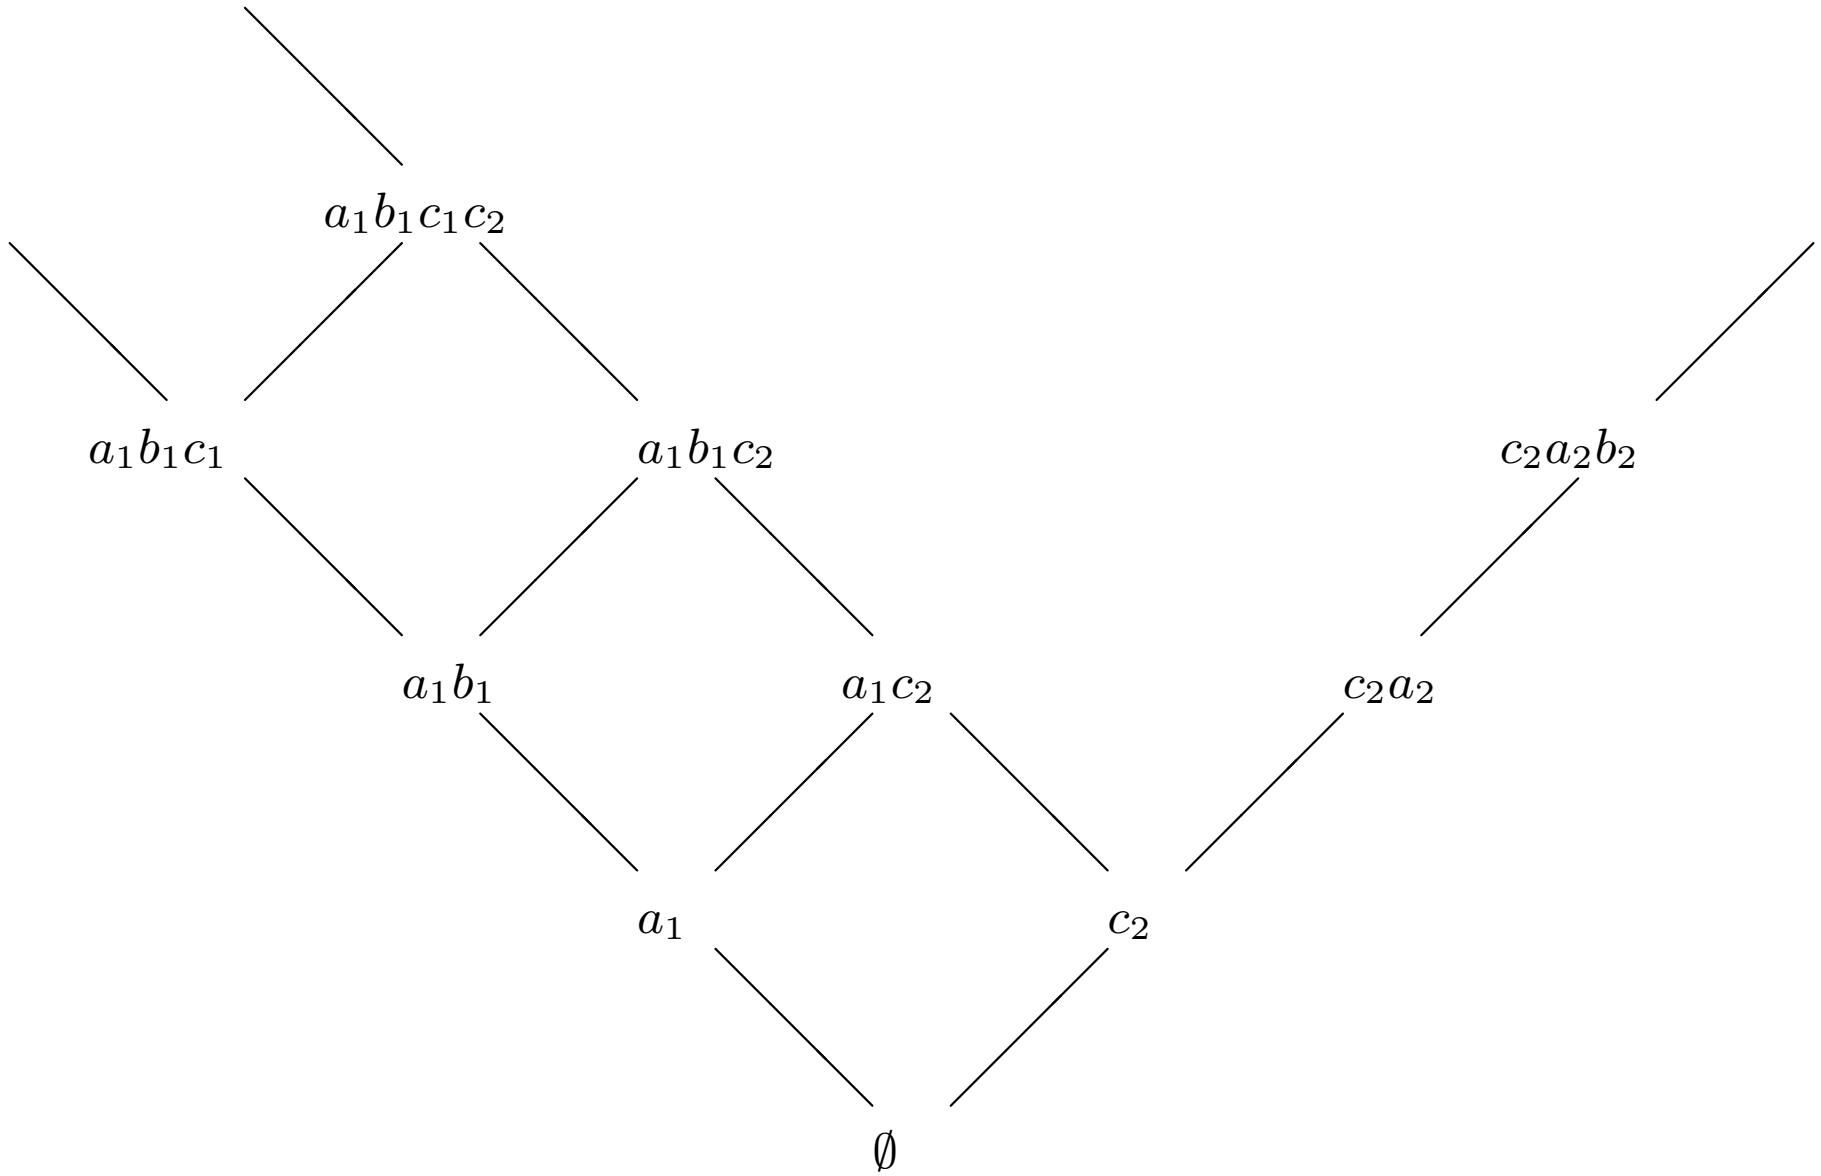 a₁b₁c₁c₂
a₁b₁c₁ a₁b₁c₂ c₂a₂b₂
a₁b₁ a₁c₂ c₂a₂
a₁ c₂
∅